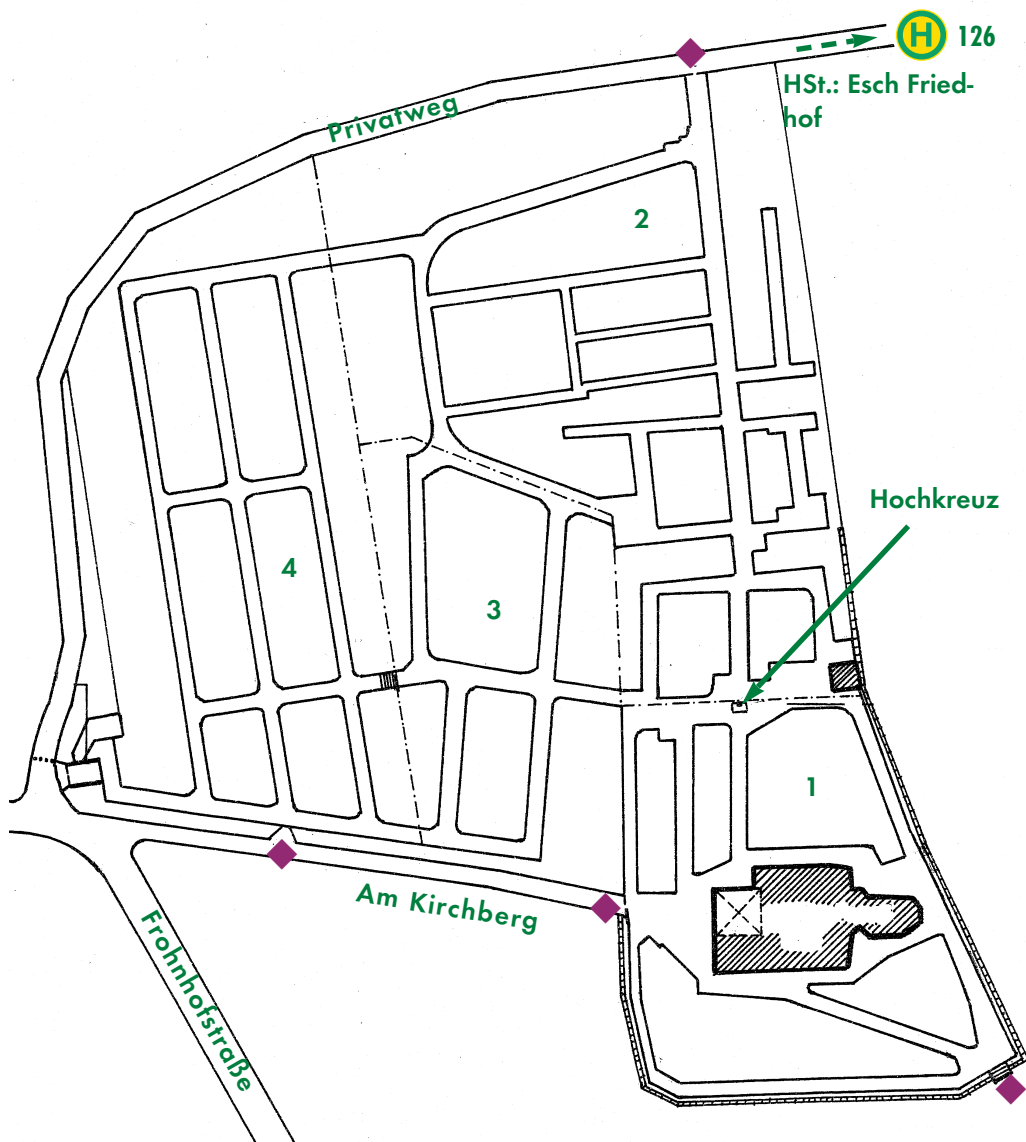 H 126
HSt.: Esch Fried-
hof
Privatweg
2
Hochkreuz
4
3
1
Am Kirchberg
Frohnhofstraße